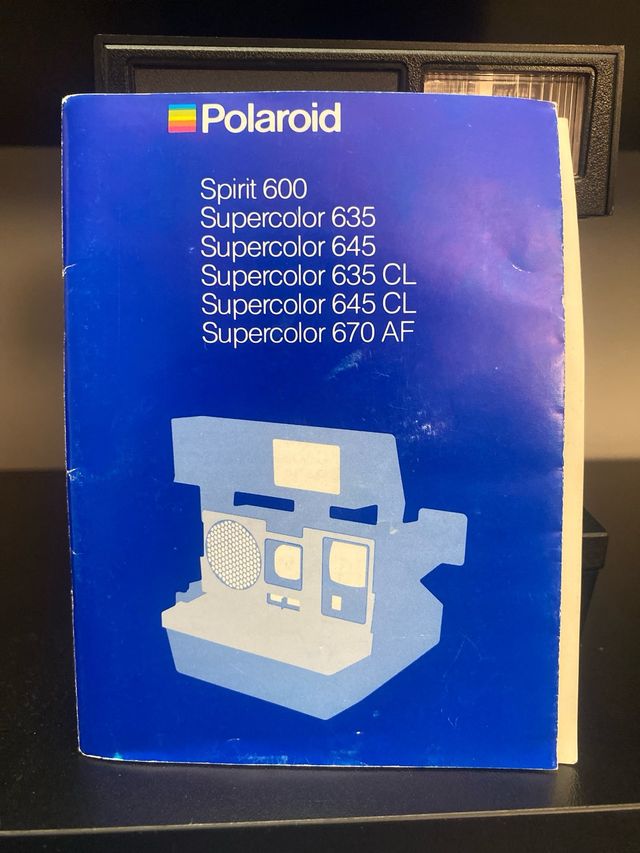 Polaroid
Spirit 600
Supercolor 635
Supercolor 645
Supercolor 635 CL
Supercolor 645 CL
Supercolor 670 AF